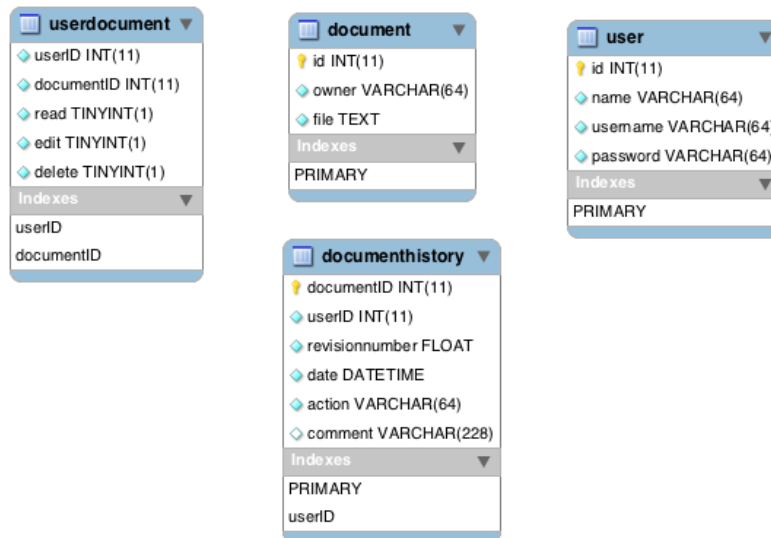 userdocument
userID INT(11)
documentID INT(11)
read TINYINT(1)
edit TINYINT(1)
delete TINYINT(1)
Indexes
userID
documentID
document
id INT(11)
owner VARCHAR(64)
file TEXT
Indexes
PRIMARY
user
id INT(11)
name VARCHAR(64)
username VARCHAR(64)
password VARCHAR(64)
Indexes
PRIMARY
documenthistory
documentID INT(11)
userID INT(11)
revisionnumber FLOAT
date DATETIME
action VARCHAR(64)
comment VARCHAR(228)
Indexes
PRIMARY
userID